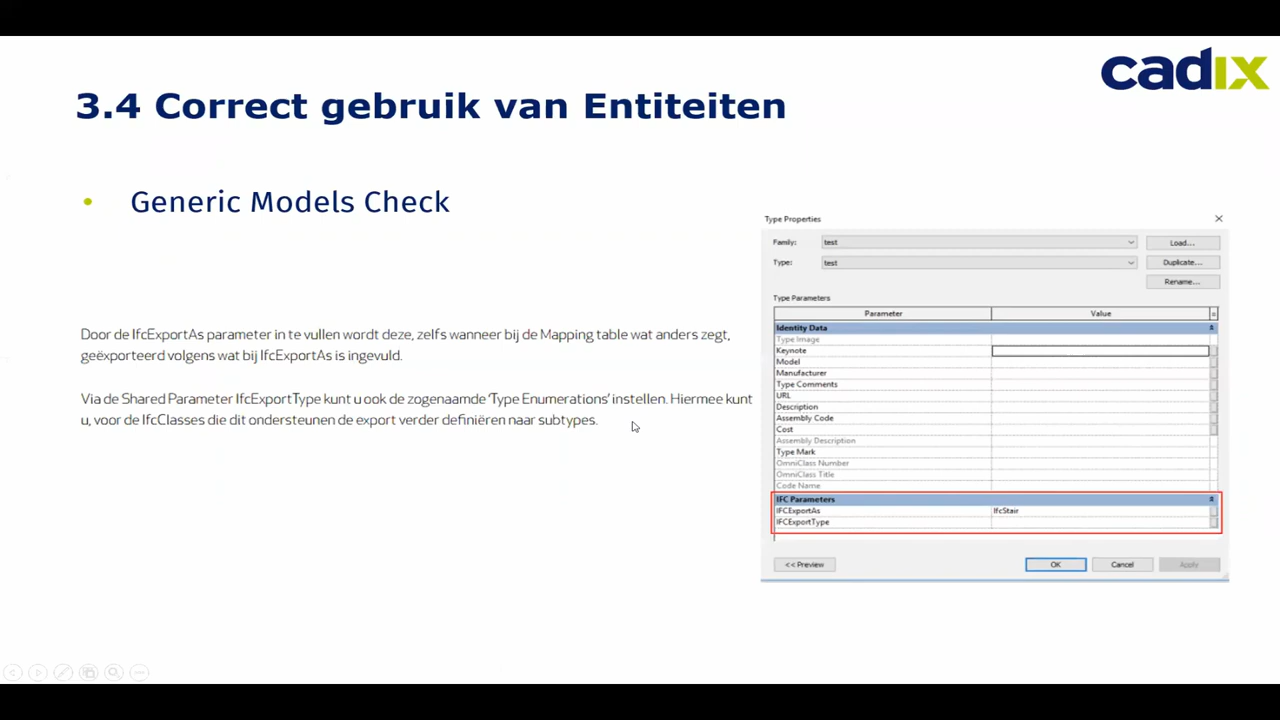 cadix
3.4 Correct gebruik van Entiteiten
• Generic Models Check
Door de IfcExportAs parameter in te vullen wordt deze, zelfs wanneer bij de Mapping table wat anders zegt,
geëxporteerd volgens wat bij IfcExportAs is ingevuld.
Via de Shared Parameter IfcExportType kunt u ook de zogenaamde 'Type Enumerations' instellen. Hiermee kunt
u, voor de IfcClasses die dit ondersteunen de export verder definiëren naar subtypes.
Type Properties
Family: test Load...
Type: test Duplicate...
Rename...
Type Parameters
Parameter Value
Identity Data
Type Image
Keynote
Model
Manufacturer
Type Comments
URL
Description
Assembly Code
Cost
Assembly Description
Type Mark
OmniClass Number
OmniClass Title
Code Name
IFC Parameters
IFCExportAs IfcStair
IFCExportType
<< Preview OK Cancel Apply